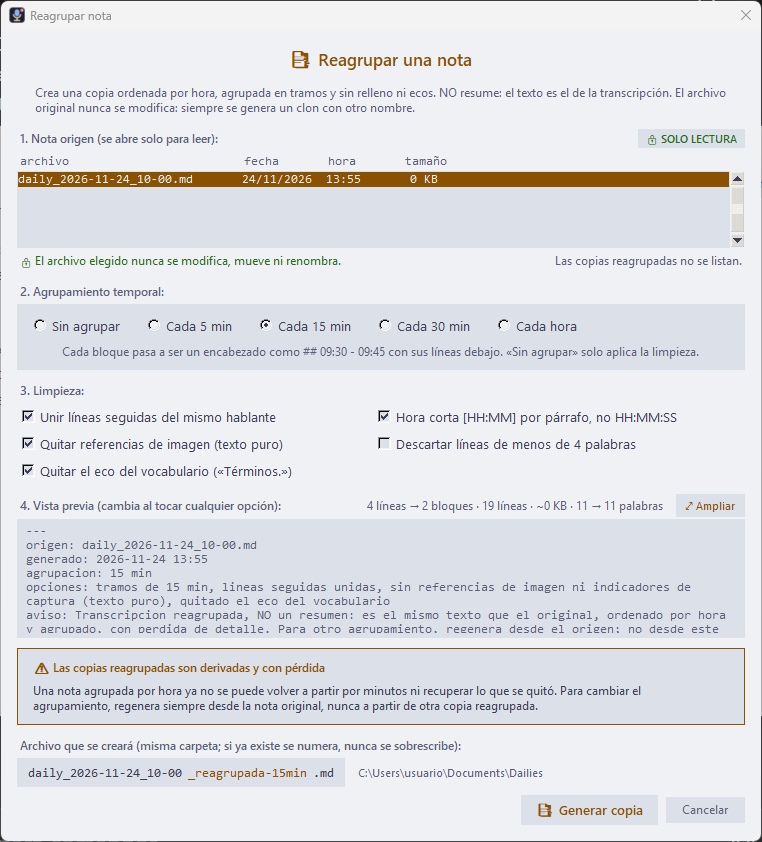 Reagrupar nota
Reagrupar una nota
Crea una copia ordenada por hora, agrupada en tramos y sin relleno ni ecos. NO resume: el texto es el de la transcripción. El archivo
original nunca se modifica: siempre se genera un clon con otro nombre.
1. Nota origen (se abre solo para leer):
SOLO LECTURA
archivo fecha hora tamaño
daily_2026-11-24_10-00.md 24/11/2026 13:55 0 KB
El archivo elegido nunca se modifica, mueve ni renombra.
Las copias reagrupadas no se listan.
2. Agrupamiento temporal:
Sin agrupar Cada 5 min Cada 15 min Cada 30 min Cada hora
Cada bloque pasa a ser un encabezado como ## 09:30 - 09:45 con sus líneas debajo. «Sin agrupar» solo aplica la limpieza.
3. Limpieza:
Unir líneas seguidas del mismo hablante
Hora corta [HH:MM] por párrafo, no HH:MM:SS
Quitar referencias de imagen (texto puro)
Descartar líneas de menos de 4 palabras
Quitar el eco del vocabulario («Términos.»)
4. Vista previa (cambia al tocar cualquier opción):
4 líneas → 2 bloques · 19 líneas · ~0 KB · 11 → 11 palabras
Ampliar
---
origen: daily_2026-11-24_10-00.md
generado: 2026-11-24 13:55
agrupacion: 15 min
opciones: tramos de 15 min, lineas seguidas unidas, sin referencias de imagen ni indicadores de
captura (texto puro), quitado el eco del vocabulario
aviso: Transcripcion reagrupada, NO un resumen: es el mismo texto que el original, ordenado por hora
y agrupado, con perdida de detalle. Para otro agrupamiento, regenera desde el origen: no desde este
Las copias reagrupadas son derivadas y con pérdida
Una nota agrupada por hora ya no se puede volver a partir por minutos ni recuperar lo que se quitó. Para cambiar el
agrupamiento, regenera siempre desde la nota original, nunca a partir de otra copia reagrupada.
Archivo que se creará (misma carpeta; si ya existe se numera, nunca se sobrescribe):
daily_2026-11-24_10-00 _reagrupada-15min .md
C:\Users\usuario\Documents\Dailies
Generar copia
Cancelar